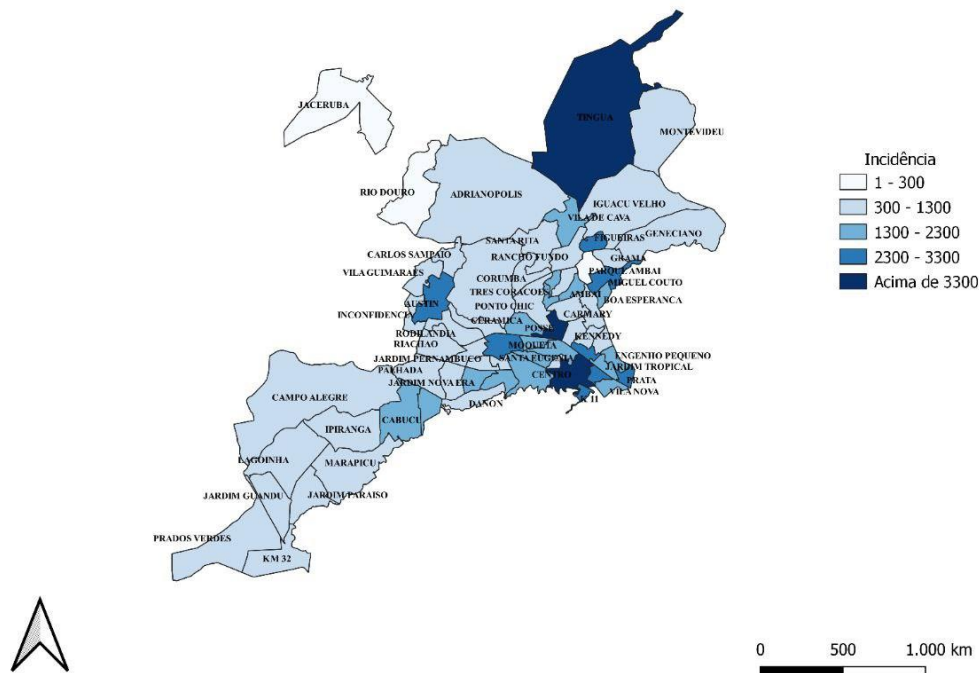 JACERUBA
TINGUA
MONTEVIDEU
RIO DOURO
ADRIANOPOLIS
IGUACU VELHO
VILA DE CAVA
GENECIANO
FIGUEIRAS
SANTA RITA
CARLOS SAMPAIO
RANCHO FUNDO
GRAMA
VILA GUIMARAES
PARQUE AMBAI
CORUMBA
MIGUEL COUTO
TRES CORACOES
AMBAI
BOA ESPERANCA
AUSTIN
PONTO CHIC
INCONFIDENCIA
CARMARY
CERAMICA
POSSE
RODILANDIA
KENNEDY
RIACHAO
MOQUETA
JARDIM PERNAMBUCO
SANTA EUGENIA
ENGENHO PEQUENO
PALHADA
JARDIM TROPICAL
CENTRO
JARDIM NOVA ERA
PRATA
VILA NOVA
CAMPO ALEGRE
DANON
K 11
CABUCU
IPIRANGA
LAGOINHA
MARAPICU
JARDIM GUANDU
JARDIM PARAISO
PRADOS VERDES
KM 32
Incidência
1 - 300
300 - 1300
1300 - 2300
2300 - 3300
Acima de 3300
0 500 1.000 km